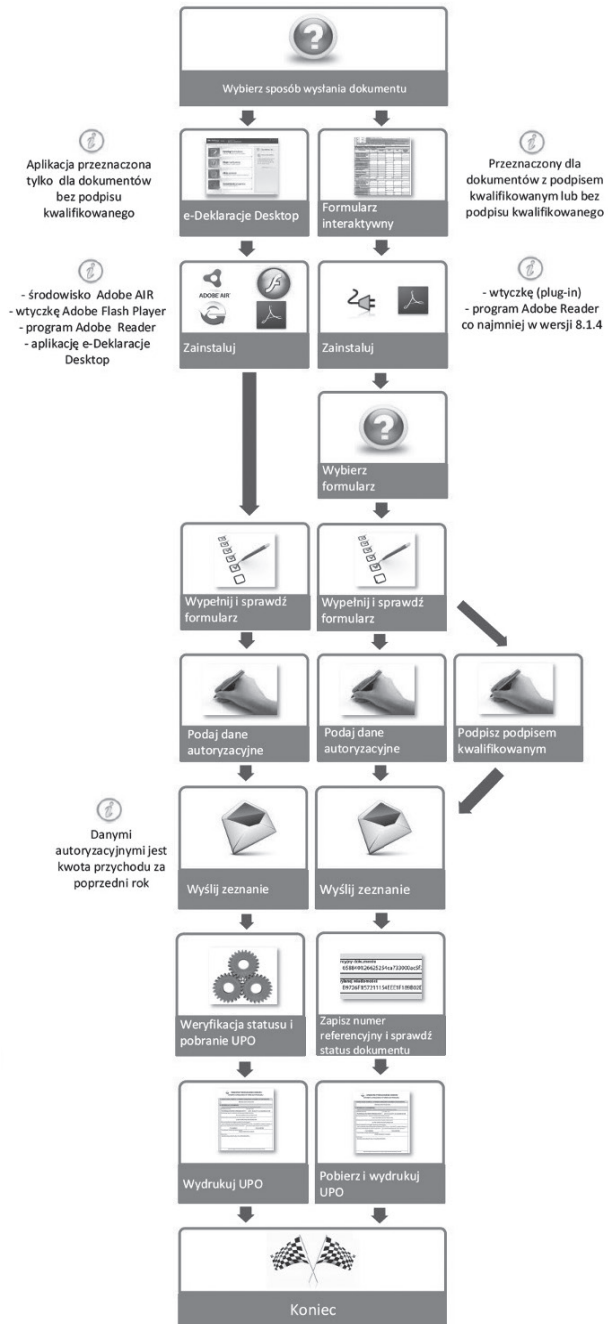 Wybierz sposób wysłania dokumentu
Aplikacja przeznaczona
tylko dla dokumentów
bez podpisu
kwalifikowanego
e-Deklaracje Desktop
Formularz
interaktywny
Przeznaczony dla
dokumentów z podpisem
kwalifikowanym lub bez
podpisu kwalifikowanego
- środowisko Adobe AIR
- wtyczkę Adobe Flash Player
- program Adobe Reader
- aplikację e-Deklaracje
Desktop
ADOBE AIR
Zainstaluj
Zainstaluj
- wtyczkę (plug-in)
- program Adobe Reader
co najmniej w wersji 8.1.4
Wybierz
formularz
Wypełnij i sprawdź
formularz
Wypełnij i sprawdź
formularz
Podaj dane
autoryzacyjne
Podaj dane
autoryzacyjne
Podpisz podpisem
kwalifikowanym
Danymi
autoryzacyjnymi jest
kwota przychodu za
poprzedni rok
Wyślij zeznanie
Wyślij zeznanie
Weryfikacja statusu i
pobranie UPO
Zapisz numer
referencyjny i sprawdź
status dokumentu
Wydrukuj UPO
Pobierz i wydrukuj
UPO
Koniec